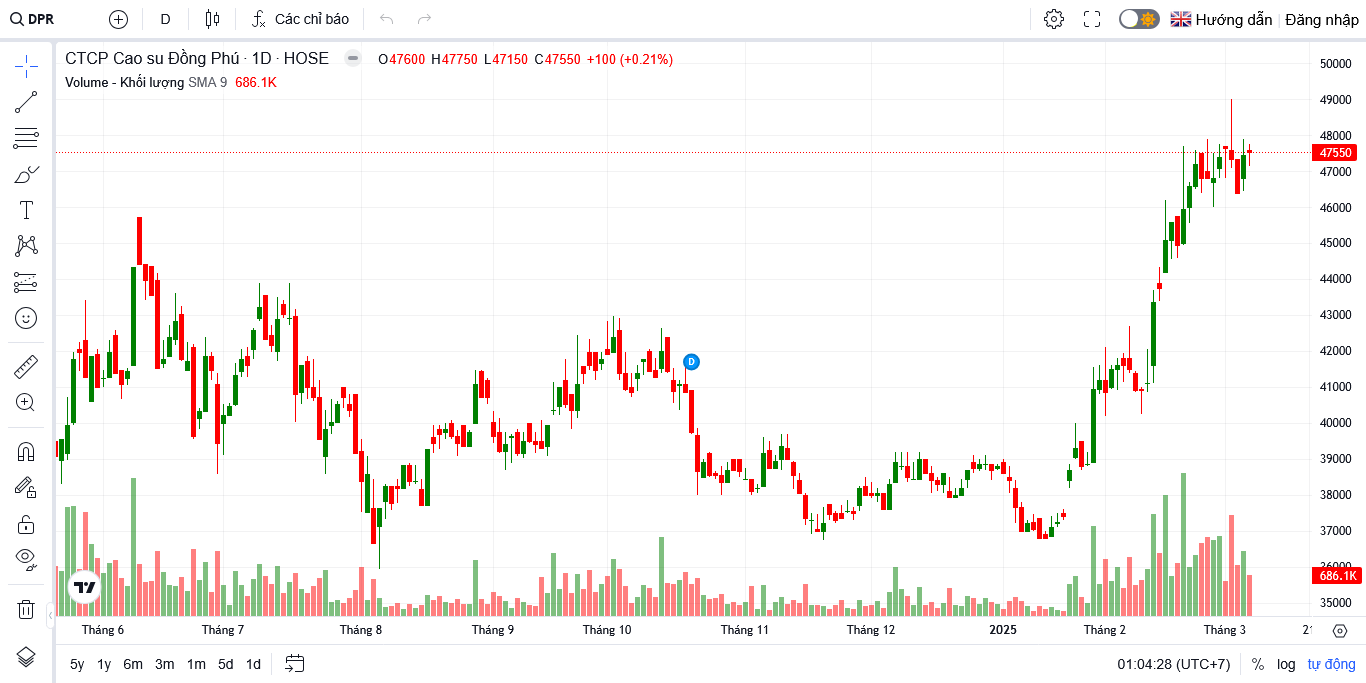 DPR D Các chỉ báo Hướng dẫn Đăng nhập
CTCP Cao su Đồng Phú · 1D · HOSE O47600 H47750 L47150 C47550 +100 (+0.21%)
Volume - Khối lượng SMA 9 686.1K
50000
49000
48000
47550
47000
46000
45000
44000
43000
42000
D
41000
40000
39000
38000
37000
36000
686.1K
35000
Tháng 6 Tháng 7 Tháng 8 Tháng 9 Tháng 10 Tháng 11 Tháng 12 2025 Tháng 2 Tháng 3
5y 1y 6m 3m 1m 5d 1d 01:04:28 (UTC+7) % log tự động